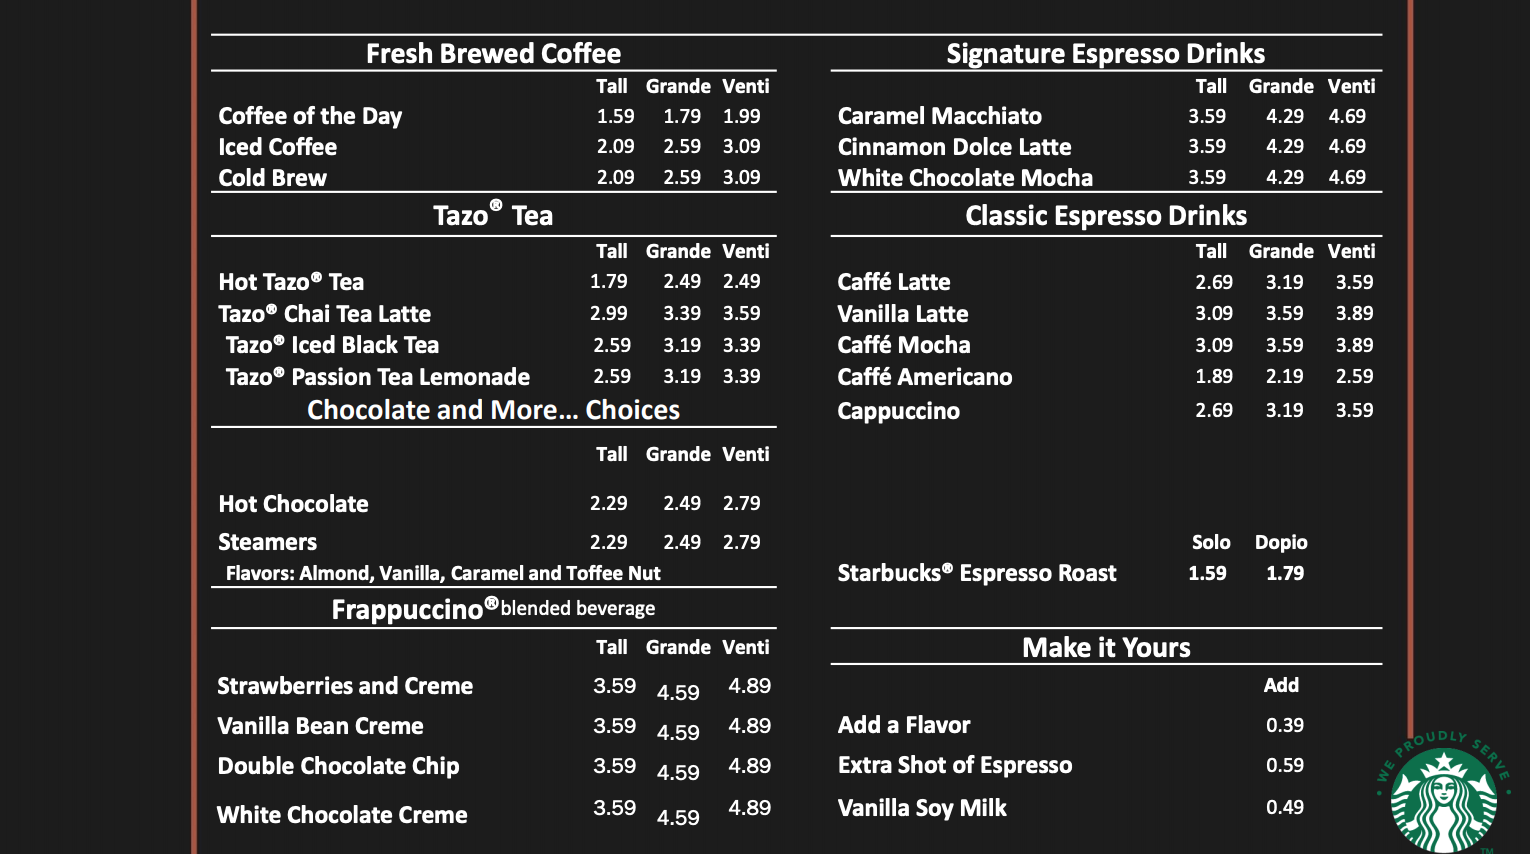 Fresh Brewed Coffee
Tall Grande Venti
Coffee of the Day 1.59 1.79 1.99
Iced Coffee 2.09 2.59 3.09
Cold Brew 2.09 2.59 3.09
Tazo® Tea
Tall Grande Venti
Hot Tazo® Tea 1.79 2.49 2.49
Tazo® Chai Tea Latte 2.99 3.39 3.59
Tazo® Iced Black Tea 2.59 3.19 3.39
Tazo® Passion Tea Lemonade 2.59 3.19 3.39
Chocolate and More... Choices
Tall Grande Venti
Hot Chocolate 2.29 2.49 2.79
Steamers 2.29 2.49 2.79
Flavors: Almond, Vanilla, Caramel and Toffee Nut
Frappuccino® blended beverage
Tall Grande Venti
Strawberries and Creme 3.59 4.59 4.89
Vanilla Bean Creme 3.59 4.59 4.89
Double Chocolate Chip 3.59 4.59 4.89
White Chocolate Creme 3.59 4.59 4.89
Signature Espresso Drinks
Tall Grande Venti
Caramel Macchiato 3.59 4.29 4.69
Cinnamon Dolce Latte 3.59 4.29 4.69
White Chocolate Mocha 3.59 4.29 4.69
Classic Espresso Drinks
Tall Grande Venti
Caffé Latte 2.69 3.19 3.59
Vanilla Latte 3.09 3.59 3.89
Caffé Mocha 3.09 3.59 3.89
Caffé Americano 1.89 2.19 2.59
Cappuccino 2.69 3.19 3.59
Solo Dopio
Starbucks® Espresso Roast 1.59 1.79
Make it Yours
Add
Add a Flavor 0.39
Extra Shot of Espresso 0.59
Vanilla Soy Milk 0.49
WE PROUDLY SERVE
TM